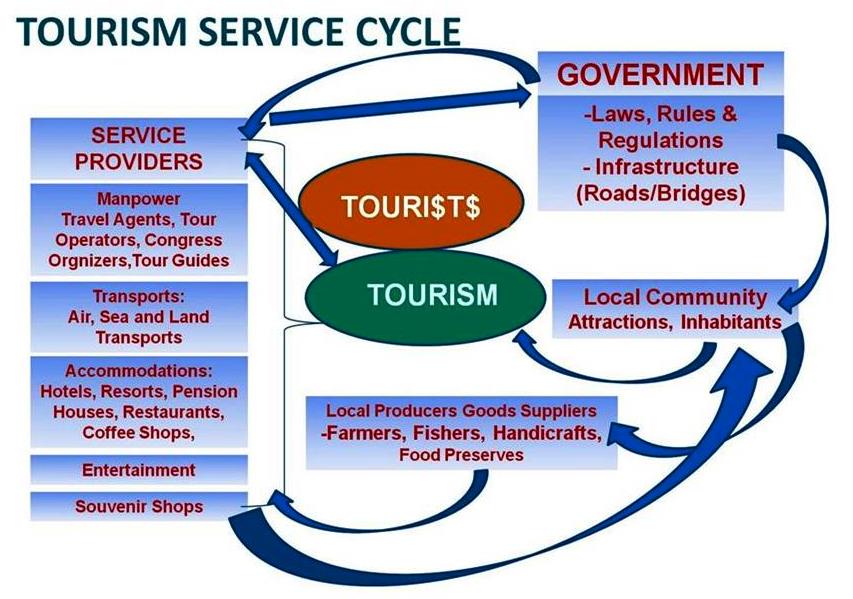 TOURISM SERVICE CYCLE
GOVERNMENT
-Laws, Rules &
Regulations
- Infrastructure
(Roads/Bridges)
SERVICE
PROVIDERS
Manpower
Travel Agents, Tour
Operators, Congress
Orgnizers,Tour Guides
Transports:
Air, Sea and Land
Transports
Accommodations:
Hotels, Resorts, Pension
Houses, Restaurants,
Coffee Shops,
Entertainment
Souvenir Shops
TOURI$T$
TOURISM
Local Community
Attractions, Inhabitants
Local Producers Goods Suppliers
-Farmers, Fishers, Handicrafts,
Food Preserves